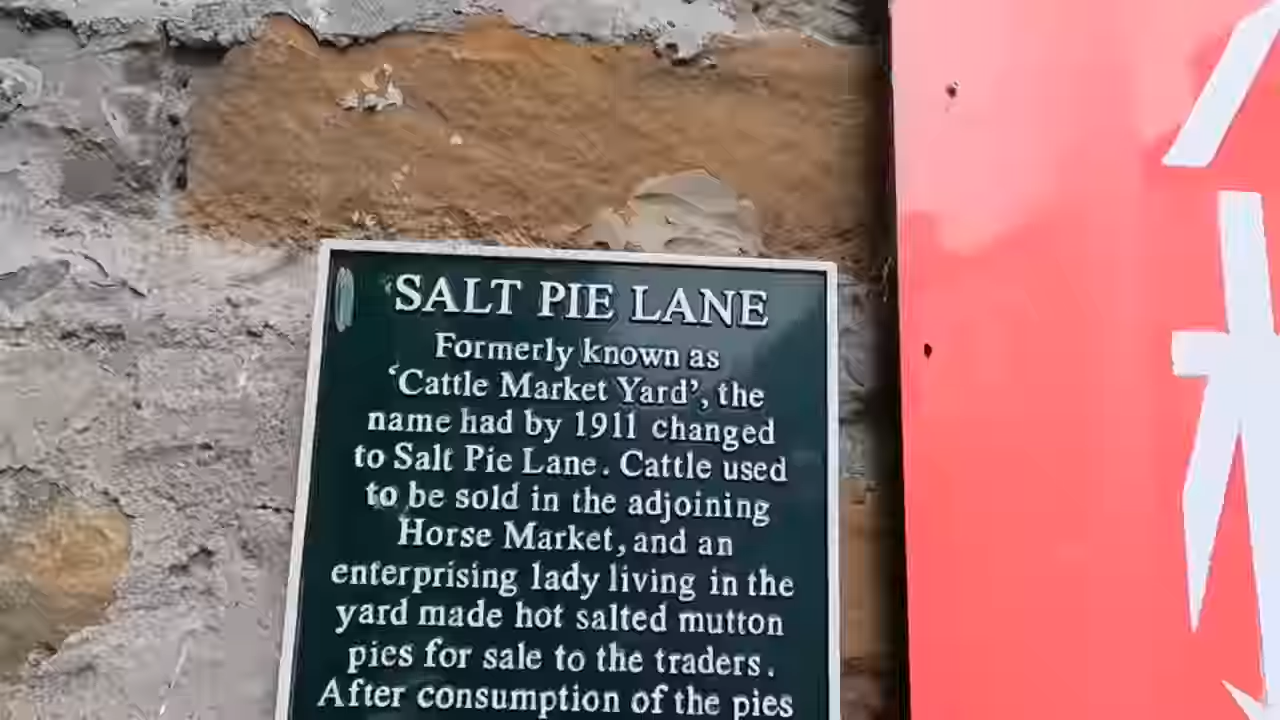 SALT PIE LANE
Formerly known as
‘Cattle Market Yard’, the
name had by 1911 changed
to Salt Pie Lane. Cattle used
to be sold in the adjoining
Horse Market, and an
enterprising lady living in the
yard made hot salted mutton
pies for sale to the traders.
After consumption of the pies